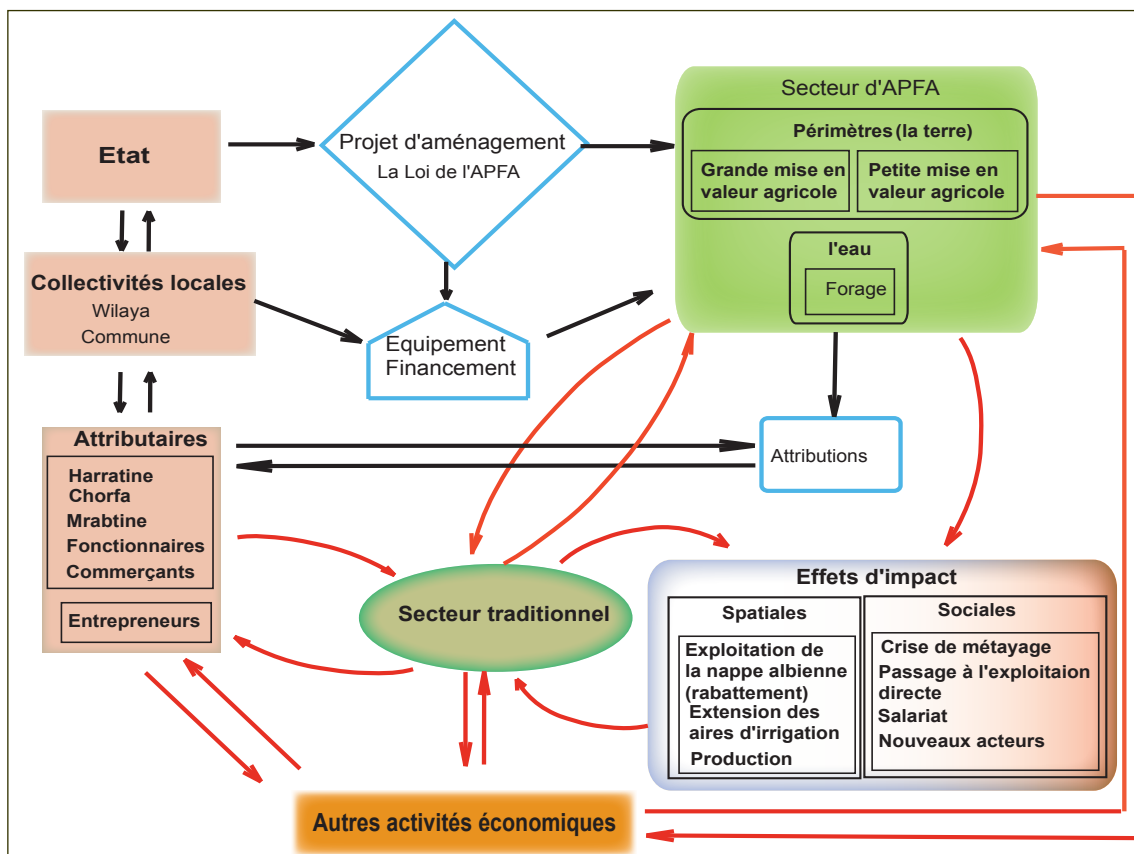 Etat
Projet d'aménagement
La Loi de l'APFA
Secteur d'APFA
Périmètres (la terre)
Grande mise en
valeur agricole
Petite mise en
valeur agricole
l'eau
Forage
Collectivités locales
Wilaya
Commune
Equipement
Financement
Attributaires
Harratine
Chorfa
Mrabtine
Fonctionnaires
Commerçants
Entrepreneurs
Attributions
Secteur traditionnel
Effets d'impact
Spatiales
Exploitation de
la nappe albienne
(rabattement)
Extension des
aires d'irrigation
Production
Sociales
Crise de métayage
Passage à l'exploitaion
directe
Salariat
Nouveaux acteurs
Autres activités économiques